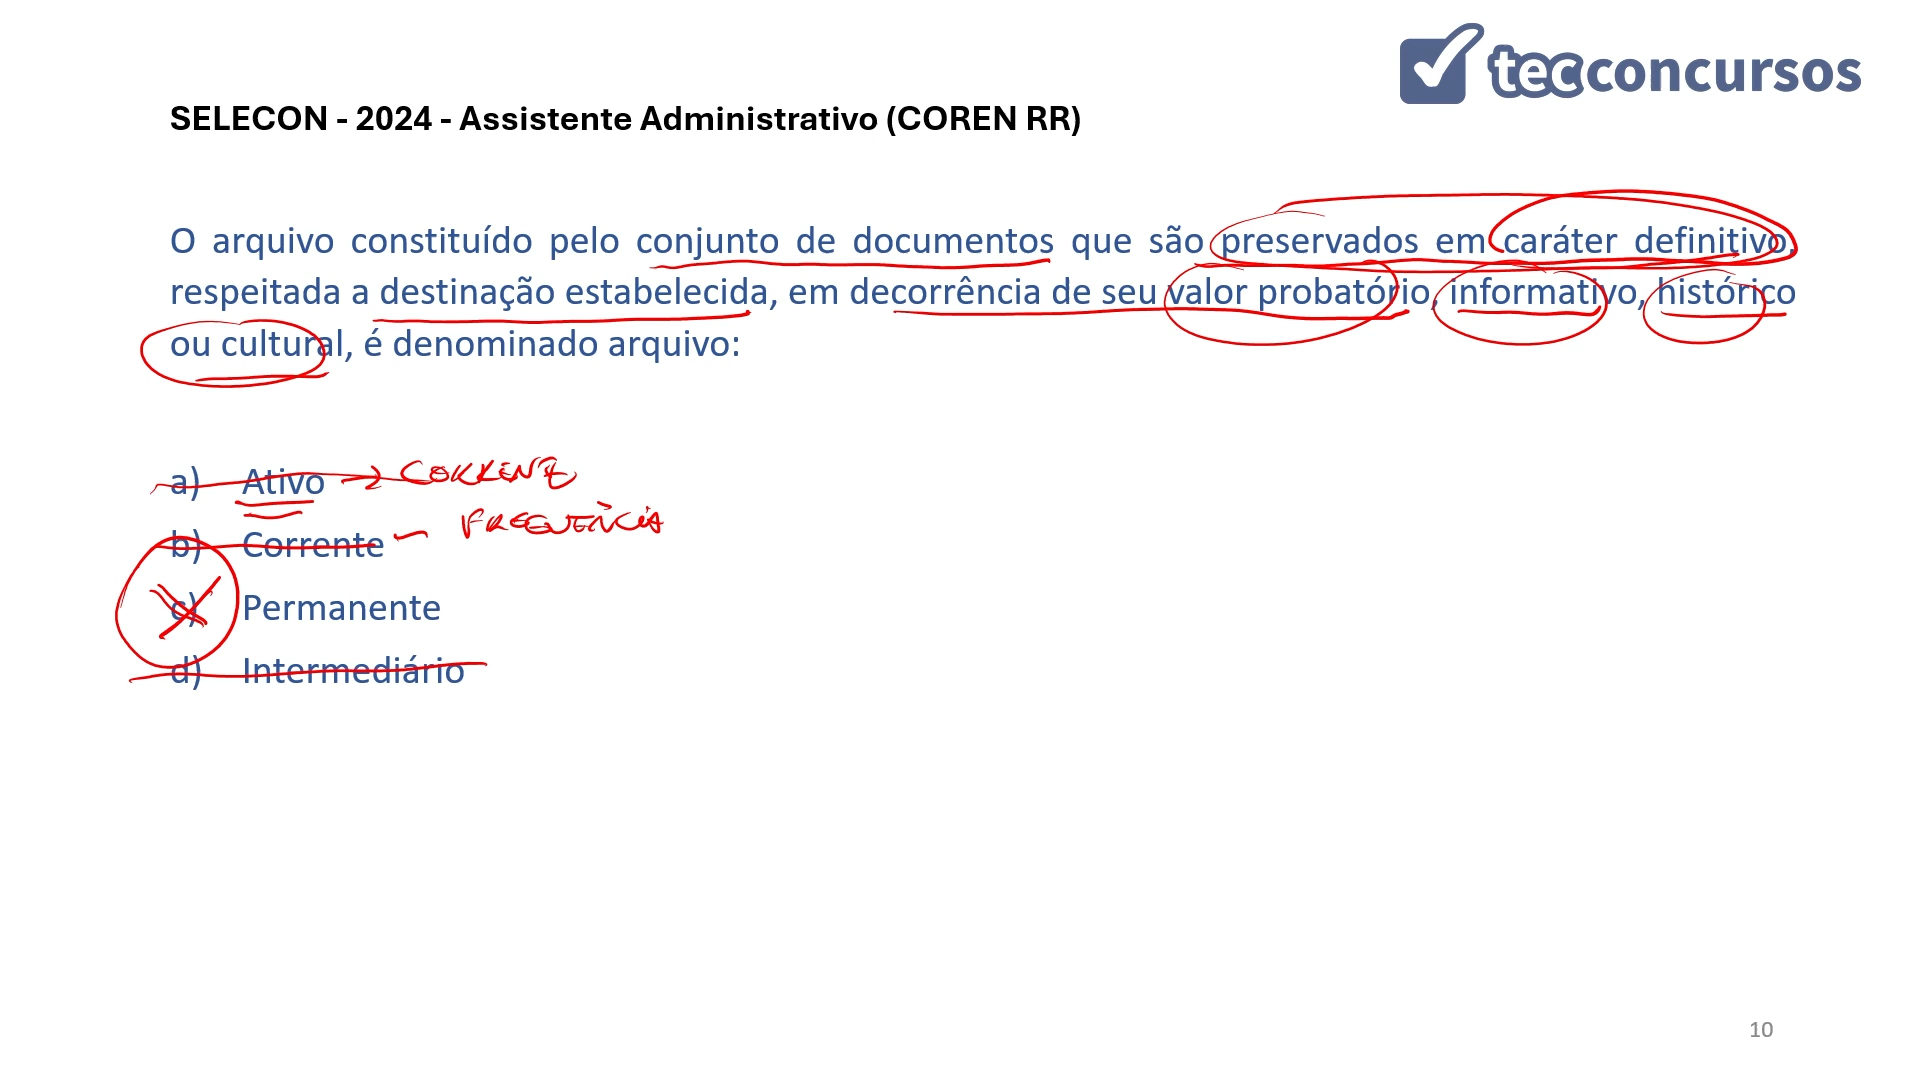 tecconcursos
SELECON - 2024 - Assistente Administrativo (COREN RR)
O arquivo constituído pelo conjunto de documentos que são preservados em caráter definitivo,
respeitada a destinação estabelecida, em decorrência de seu valor probatório, informativo, histórico
ou cultural, é denominado arquivo:
a) Ativo → CORRENTE
b) Corrente – FREQUÊNCIA
c) Permanente
d) Intermediário
10